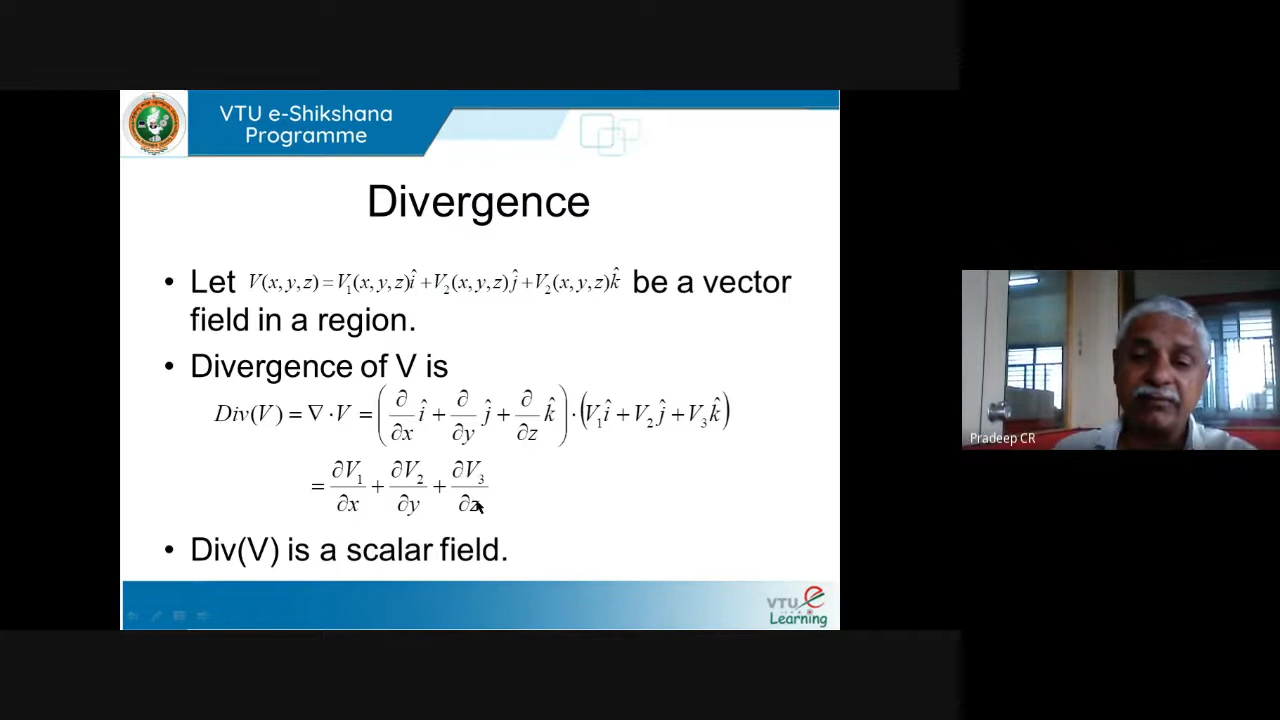 VTU e-Shikshana
Programme
Divergence
• Let V(x,y,z) = V₁(x,y,z)î + V₂(x,y,z)ĵ + V₂(x,y,z)k̂ be a vector
field in a region.
• Divergence of V is
Div(V) = ∇·V = (∂/∂x î + ∂/∂y ĵ + ∂/∂z k̂)·(V₁î + V₂ĵ + V₃k̂)
= ∂V₁/∂x + ∂V₂/∂y + ∂V₃/∂z
• Div(V) is a scalar field.
VTU e
Learning
Pradeep CR